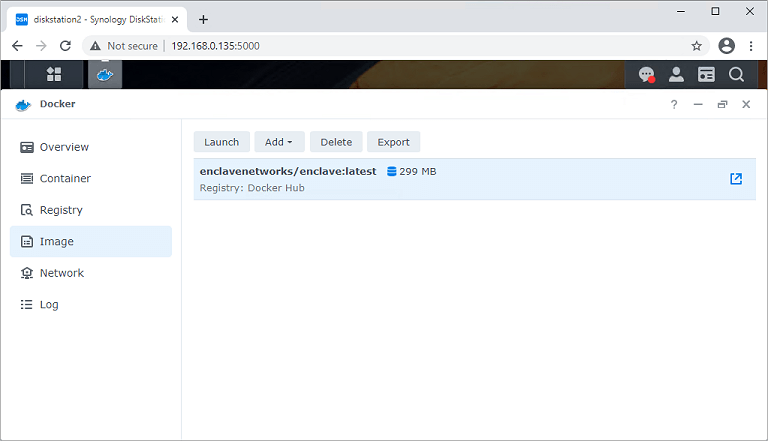 DSM diskstation2 - Synology DiskStati
Not secure 192.168.0.135:5000
Docker
?
Overview
Container
Registry
Image
Network
Log
Launch Add Delete Export
enclavenetworks/enclave:latest 299 MB
Registry: Docker Hub